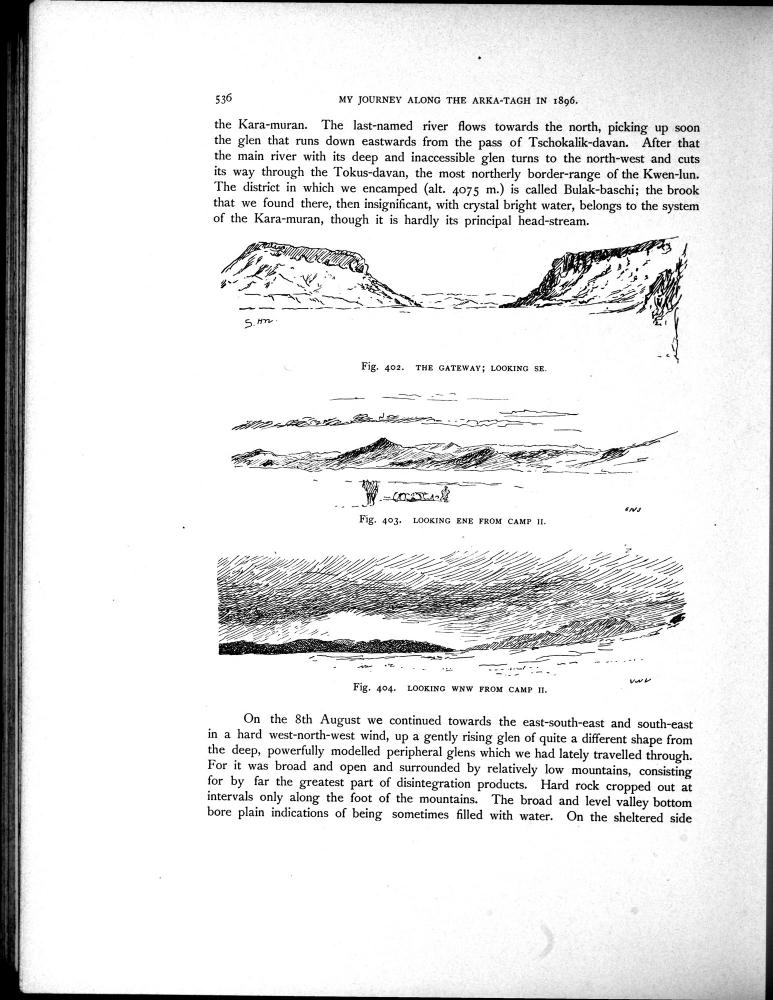 536
MY JOURNEY ALONG THE ARKA-TAGH IN 1896.
the Kara-muran. The last-named river flows towards the north, picking up soon
the glen that runs down eastwards from the pass of Tschokalik-davan. After that
the main river with its deep and inaccessible glen turns to the north-west and cuts
its way through the Tokus-davan, the most northerly border-range of the Kwen-lun.
The district in which we encamped (alt. 4075 m.) is called Bulak-baschi; the brook
that we found there, then insignificant, with crystal bright water, belongs to the system
of the Kara-muran, though it is hardly its principal head-stream.
Fig. 402. THE GATEWAY; LOOKING SE.
Fig. 403. LOOKING ENE FROM CAMP II.
Fig. 404. LOOKING WNW FROM CAMP II.
On the 8th August we continued towards the east-south-east and south-east
in a hard west-north-west wind, up a gently rising glen of quite a different shape from
the deep, powerfully modelled peripheral glens which we had lately travelled through.
For it was broad and open and surrounded by relatively low mountains, consisting
for by far the greatest part of disintegration products. Hard rock cropped out at
intervals only along the foot of the mountains. The broad and level valley bottom
bore plain indications of being sometimes filled with water. On the sheltered side